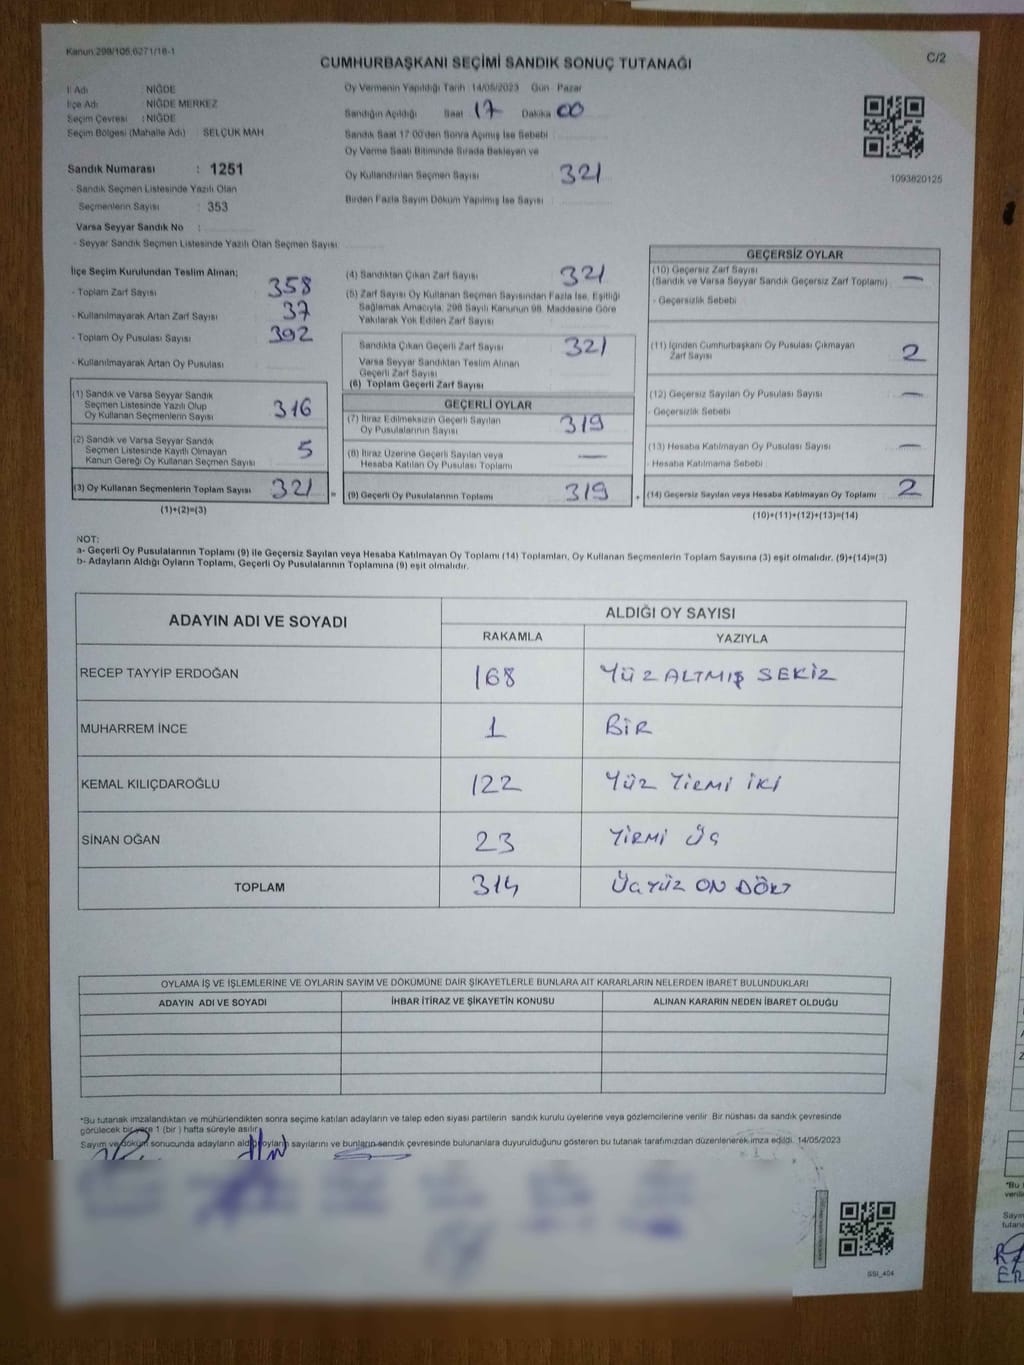 Kanun 298/105,6271/16-1
CUMHURBAŞKANI SEÇİMİ SANDIK SONUÇ TUTANAĞI
C/2
İl Adı : NİĞDE
İlçe Adı : NİĞDE MERKEZ
Seçim Çevresi : NİĞDE
Seçim Bölgesi (Mahalle Adı) SELÇUK MAH
Sandık Numarası : 1251
- Sandık Seçmen Listesinde Yazılı Olan
Seçmenlerin Sayısı : 353
Varsa Seyyar Sandık No :
- Seyyar Sandık Seçmen Listesinde Yazılı Olan Seçmen Sayısı
Oy Vermenin Yapıldığı Tarih 14/05/2023 Gün Pazar
Sandığın Açıldığı Saat 17 Dakika 00
Sandık Saat 17:00'den Sonra Açmış İse Sebebi
Oy Verme Saati Bitiminde Sırada Bekleyen ve
Oy Kullandırılan Seçmen Sayısı 321
Birden Fazla Sayım Döküm Yapılmış İse Sayısı
1093820125
İlçe Seçim Kurulundan Teslim Alınan;
- Toplam Zarf Sayısı 358
- Kullanılmayarak Artan Zarf Sayısı 37
- Toplam Oy Pusulası Sayısı 392
- Kullanılmayarak Artan Oy Pusulası
(1) Sandık ve Varsa Seyyar Sandık
Seçmen Listesinde Yazılı Olup
Oy Kullanan Seçmenlerin Sayısı 316
(2) Sandık ve Varsa Seyyar Sandık
Seçmen Listesinde Kayıtlı Olmayan
Kanun Gereği Oy Kullanan Seçmen Sayısı 5
(3) Oy Kullanan Seçmenlerin Toplam Sayısı 321 =
(1)+(2)=(3)
(4) Sandıktan Çıkan Zarf Sayısı 321
(5) Zarf Sayısı Oy Kullanan Seçmen Sayısından Fazla İse, Eşitliği
Sağlamak Amacıyla, 298 Sayılı Kanunun 98. Maddesine Göre
Yakılarak Yok Edilen Zarf Sayısı
Sandıkta Çıkan Geçerli Zarf Sayısı 321
Varsa Seyyar Sandıktan Teslim Alınan
Geçerli Zarf Sayısı
(6) Toplam Geçerli Zarf Sayısı
GEÇERLİ OYLAR
(7) İtiraz Edilmeksizin Geçerli Sayılan
Oy Pusulalarının Sayısı 319
(8) İtiraz Üzerine Geçerli Sayılan veya
Hesaba Katılan Oy Pusulası Toplamı —
(9) Geçerli Oy Pusulalarının Toplamı 319 +
GEÇERSİZ OYLAR
(10) Geçersiz Zarf Sayısı
(Sandık ve Varsa Seyyar Sandık Geçersiz Zarf Toplamı) —
- Geçersizlik Sebebi
(11) İçinden Cumhurbaşkanı Oy Pusulası Çıkmayan
Zarf Sayısı 2
(12) Geçersiz Sayılan Oy Pusulası Sayısı —
- Geçersizlik Sebebi
(13) Hesaba Katılmayan Oy Pusulası Sayısı —
- Hesaba Katılmama Sebebi
(14) Geçersiz Sayılan veya Hesaba Katılmayan Oy Toplamı 2
(10)+(11)+(12)+(13)=(14)
NOT:
a- Geçerli Oy Pusulalarının Toplamı (9) ile Geçersiz Sayılan veya Hesaba Katılmayan Oy Toplamı (14) Toplamları, Oy Kullanan Seçmenlerin Toplam Sayısına (3) eşit olmalıdır. (9)+(14)=(3)
b- Adayların Aldığı Oyların Toplamı, Geçerli Oy Pusulalarının Toplamına (9) eşit olmalıdır.
ADAYIN ADI VE SOYADI
ALDIĞI OY SAYISI
RAKAMLA YAZIYLA
RECEP TAYYİP ERDOĞAN 168 YÜZ ALTMIŞ SEKİZ
MUHARREM İNCE 1 BİR
KEMAL KILIÇDAROĞLU 122 YÜZ YİRMİ İKİ
SİNAN OĞAN 23 YİRMİ ÜÇ
TOPLAM 314 ÜÇYÜZ ON DÖRT
OYLAMA İŞ VE İŞLEMLERİNE VE OYLARIN SAYIM VE DÖKÜMÜNE DAİR ŞİKAYETLERLE BUNLARA AİT KARARLARIN NELERDEN İBARET BULUNDUKLARI
ADAYIN ADI VE SOYADI İHBAR İTİRAZ VE ŞİKAYETİN KONUSU ALINAN KARARIN NEDEN İBARET OLDUĞU
*Bu tutanak imzalandıktan ve mühürlendikten sonra seçime katılan adayların ve talep eden siyasi partilerin sandık kurulu üyelerine veya gözlemcilerine verilir. Bir nüshası da sandık çevresinde
görülecek bir yere 1 (bir) hafta süreyle asılır.
Sayım ve döküm sonucunda adayların aldığı oyların sayılarını ve bunların sandık çevresinde bulunanlara duyurulduğunu gösteren bu tutanak tarafımızdan düzenlenerek imza edildi. 14/05/2023
SSI_404